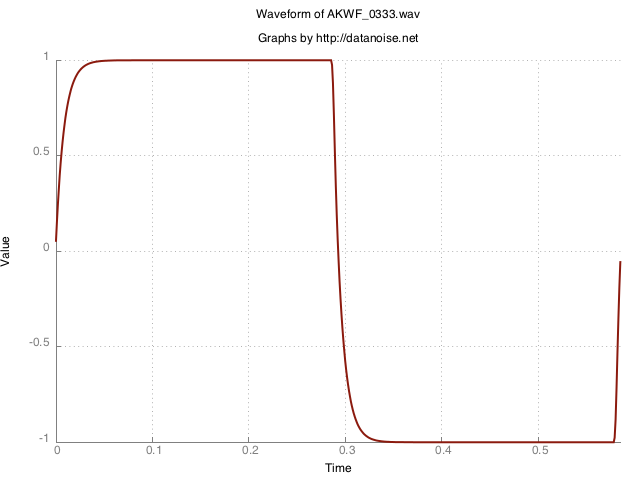 Waveform of AKWF_0333.wav
Graphs by http://datanoise.net
1
0.5
0
-0.5
-1
Value
0 0.1 0.2 0.3 0.4 0.5
Time